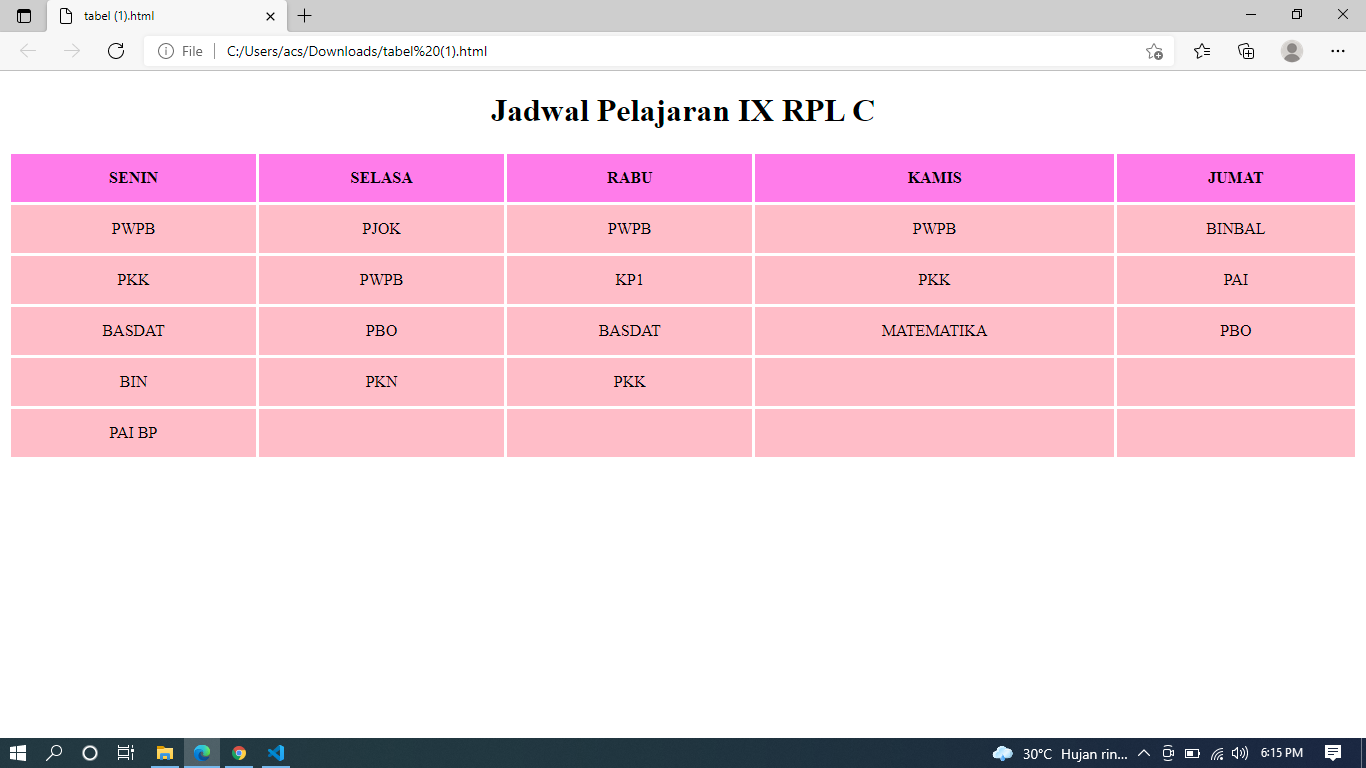 tabel (1).html
File C:/Users/acs/Downloads/tabel%20(1).html
Jadwal Pelajaran IX RPL C
SENIN SELASA RABU KAMIS JUMAT
PWPB PJOK PWPB PWPB BINBAL
PKK PWPB KP1 PKK PAI
BASDAT PBO BASDAT MATEMATIKA PBO
BIN PKN PKK
PAI BP
30°C Hujan rin... 6:15 PM